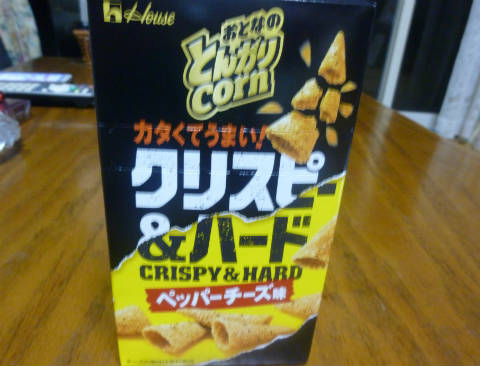 House
おと味の
とんがり
corn
カタくてうまい!
クリスピー
&ハード
CRISPY&HARD
ペッパーチーズ味